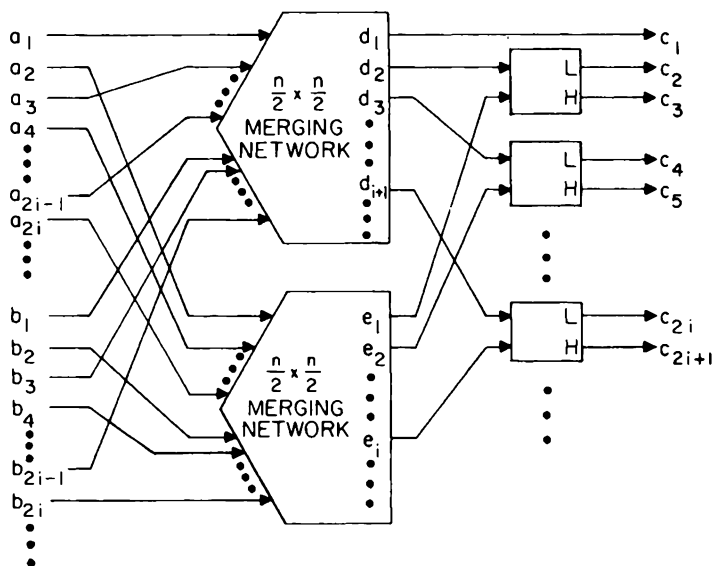 a₁
a₂
a₃
a₄
a₂ᵢ₋₁
a₂ᵢ
b₁
b₂
b₃
b₄
b₂ᵢ₋₁
b₂ᵢ
n/2 x n/2
MERGING
NETWORK
d₁
d₂
d₃
dᵢ₊₁
n/2 x n/2
MERGING
NETWORK
e₁
e₂
eᵢ
L
H
L
H
L
H
c₁
c₂
c₃
c₄
c₅
c₂ᵢ
c₂ᵢ₊₁